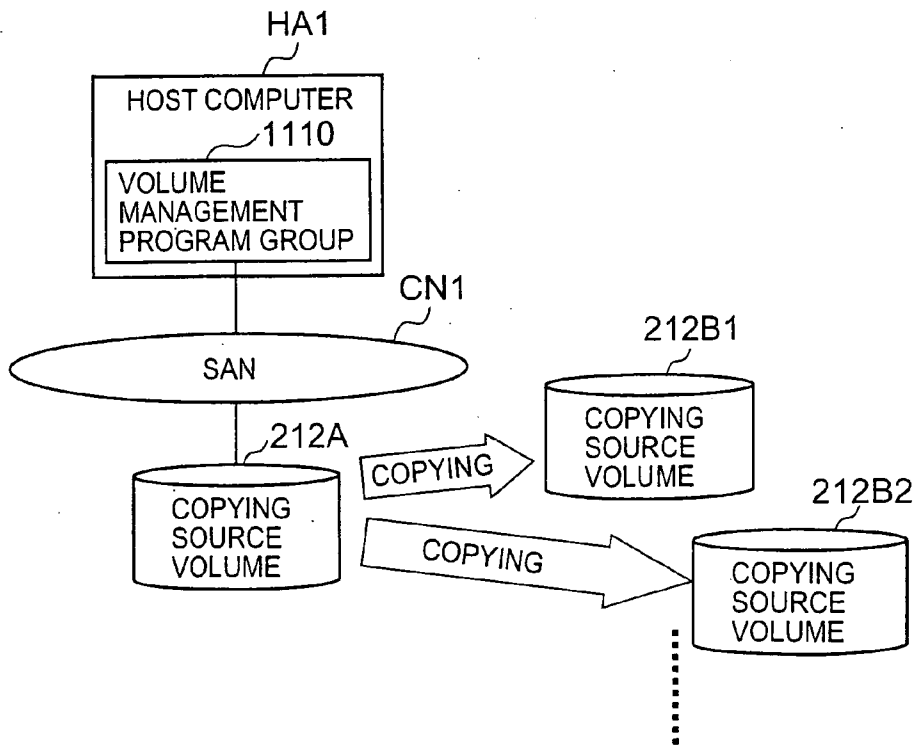 HA1
HOST COMPUTER
1110
VOLUME
MANAGEMENT
PROGRAM GROUP
CN1
SAN
212A
COPYING
SOURCE
VOLUME
COPYING
COPYING
212B1
COPYING
SOURCE
VOLUME
212B2
COPYING
SOURCE
VOLUME